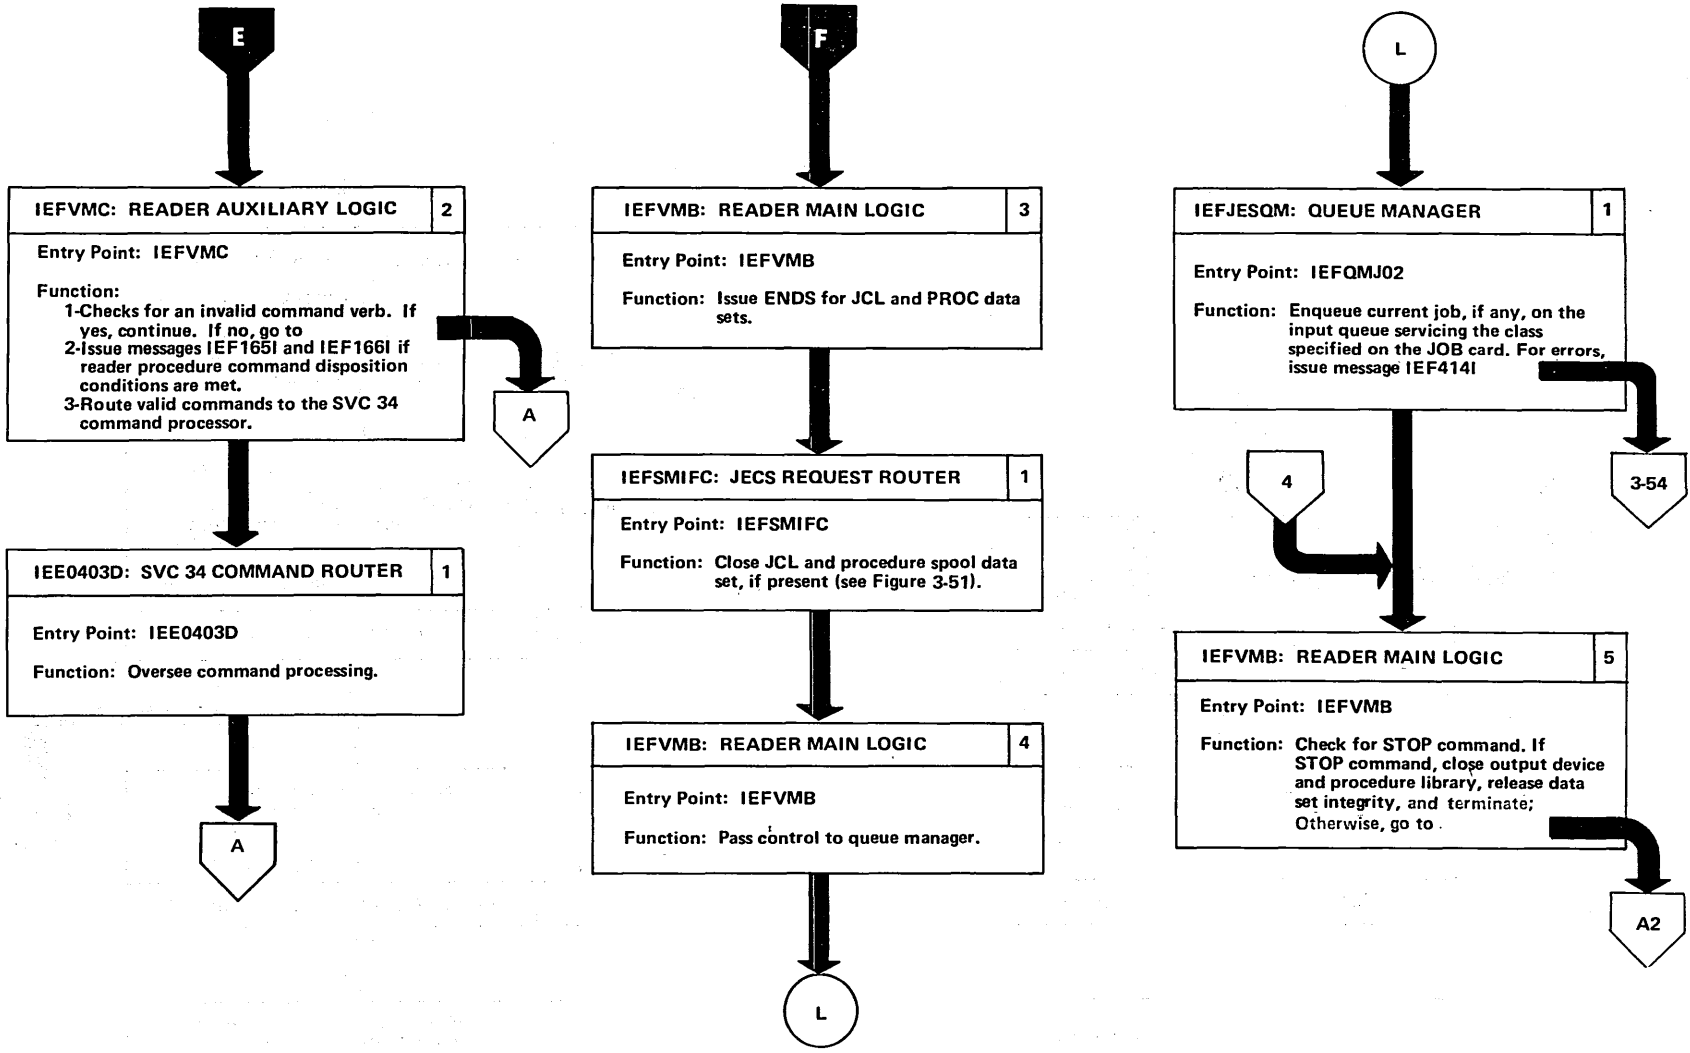 E
IEFVMC: READER AUXILIARY LOGIC 2
Entry Point: IEFVMC
Function:
1-Checks for an invalid command verb. If
yes, continue. If no, go to
2-Issue messages IEF165I and IEF166I if
reader procedure command disposition
conditions are met.
3-Route valid commands to the SVC 34
command processor.
A
IEE0403D: SVC 34 COMMAND ROUTER 1
Entry Point: IEE0403D
Function: Oversee command processing.
A
F
IEFVMB: READER MAIN LOGIC 3
Entry Point: IEFVMB
Function: Issue ENDS for JCL and PROC data
sets.
IEFSMIFC: JECS REQUEST ROUTER 1
Entry Point: IEFSMIFC
Function: Close JCL and procedure spool data
set, if present (see Figure 3-51).
IEFVMB: READER MAIN LOGIC 4
Entry Point: IEFVMB
Function: Pass control to queue manager.
L
L
IEFJESQM: QUEUE MANAGER 1
Entry Point: IEFQMJ02
Function: Enqueue current job, if any, on the
input queue servicing the class
specified on the JOB card. For errors,
issue message IEF414I
3-54
4
IEFVMB: READER MAIN LOGIC 5
Entry Point: IEFVMB
Function: Check for STOP command. If
STOP command, close output device
and procedure library, release data
set integrity, and terminate;
Otherwise, go to .
A2